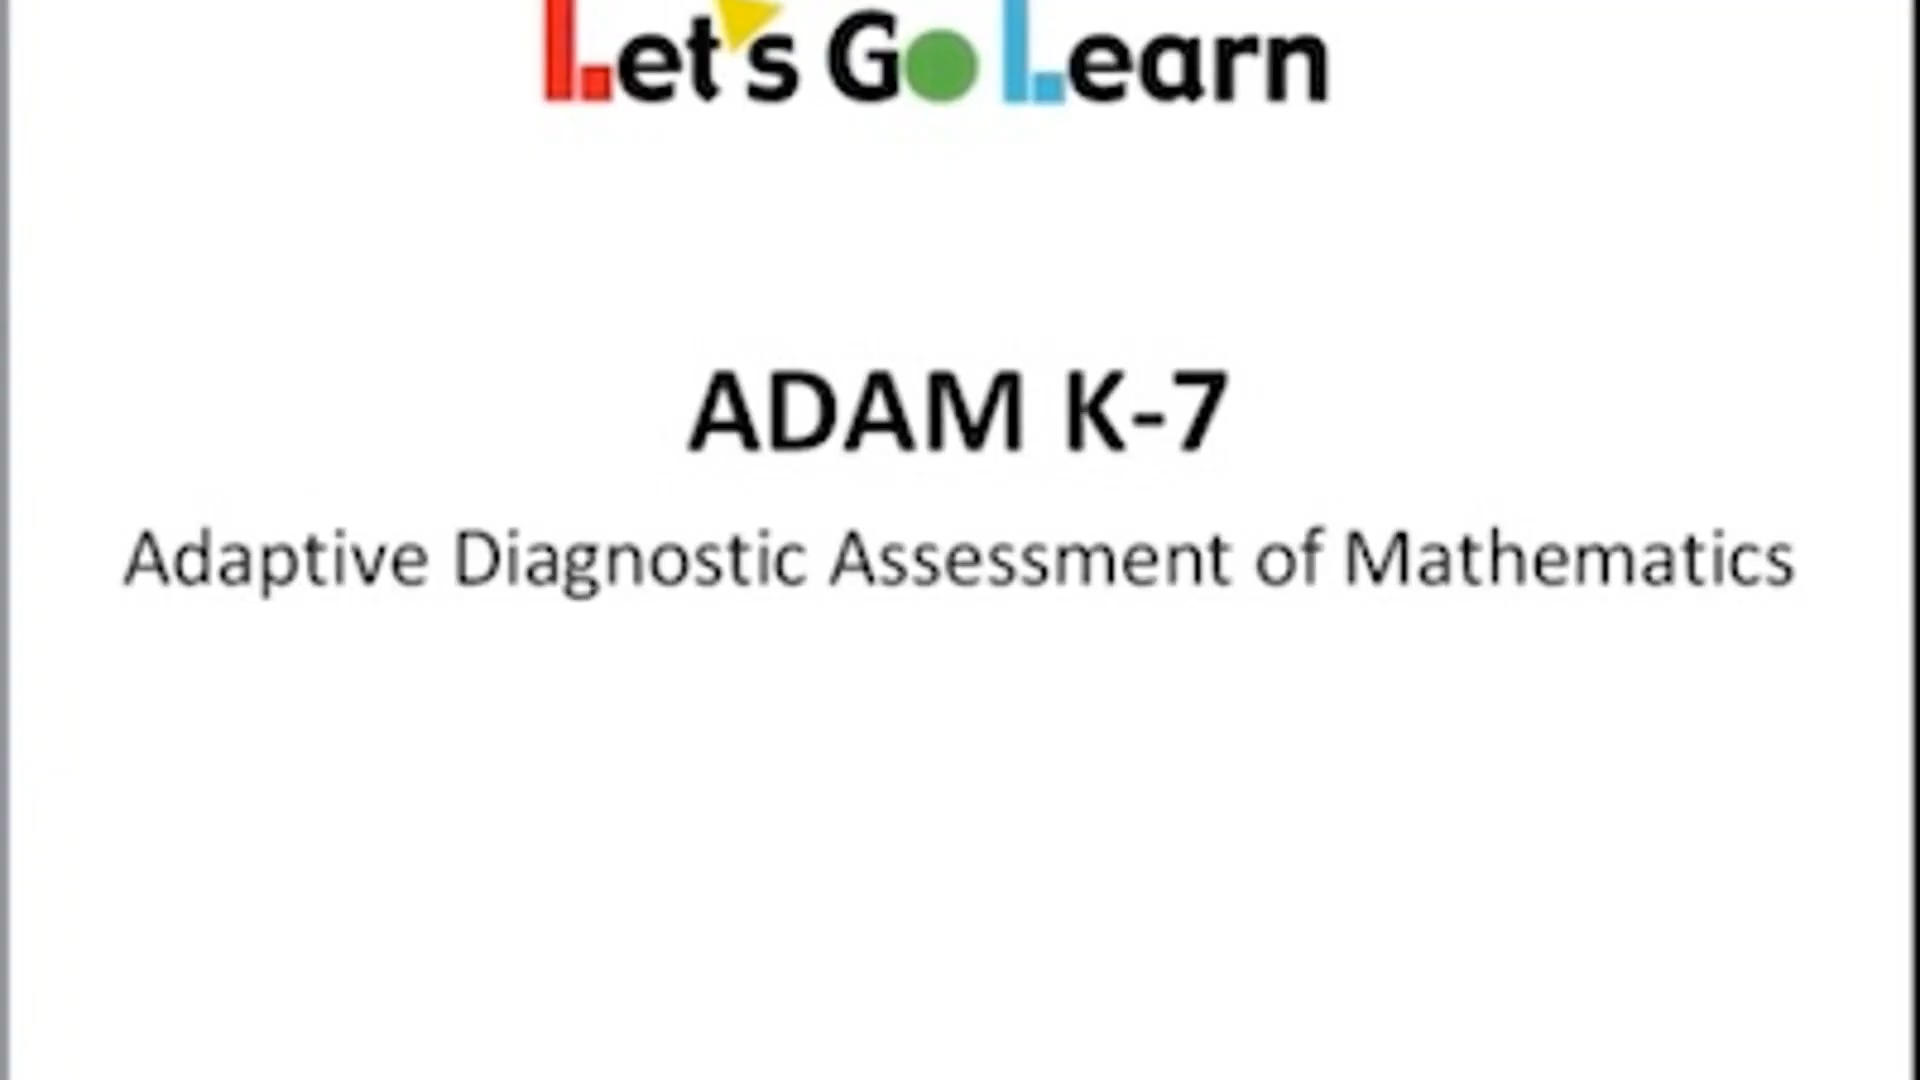 Let's Go Learn
ADAM K-7
Adaptive Diagnostic Assessment of Mathematics